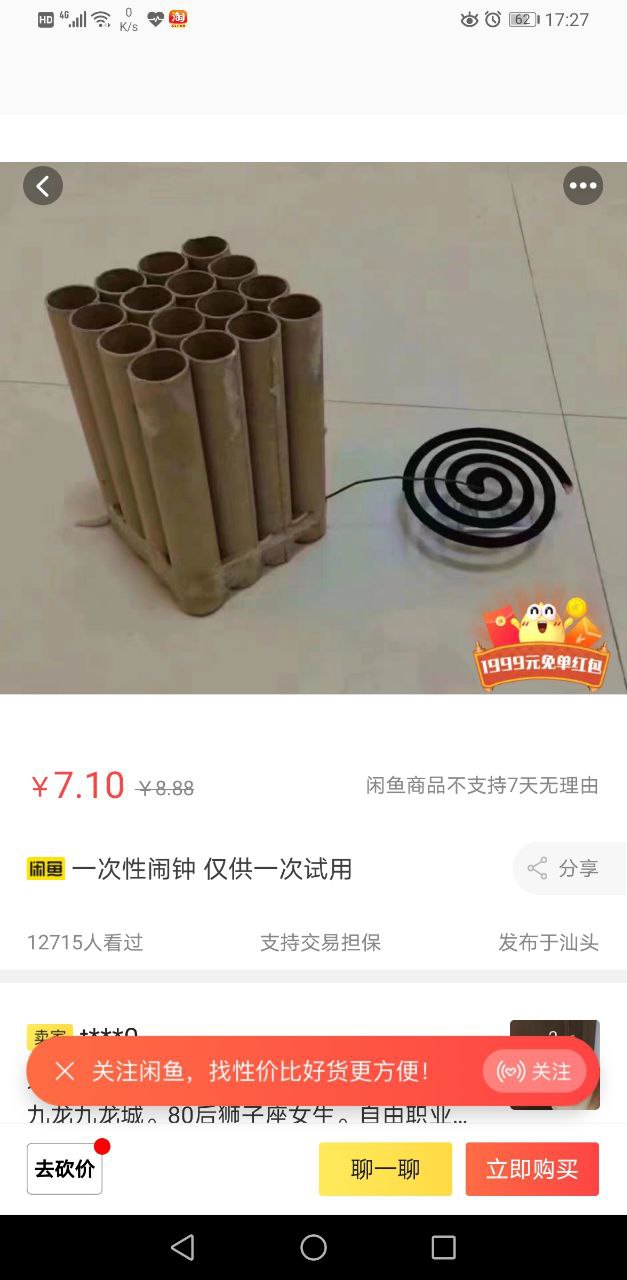 HD 4G 0 K/s 淘 62 17:27
1999元免单红包
￥7.10 ￥8.88 闲鱼商品不支持7天无理由
闲鱼 一次性闹钟 仅供一次试用 分享
12715人看过 支持交易担保 发布于汕头
卖家 t****0
关注闲鱼，找性价比好货更方便！ 关注
九龙九龙城。80后狮子座女生。自由职业...
去砍价 聊一聊 立即购买